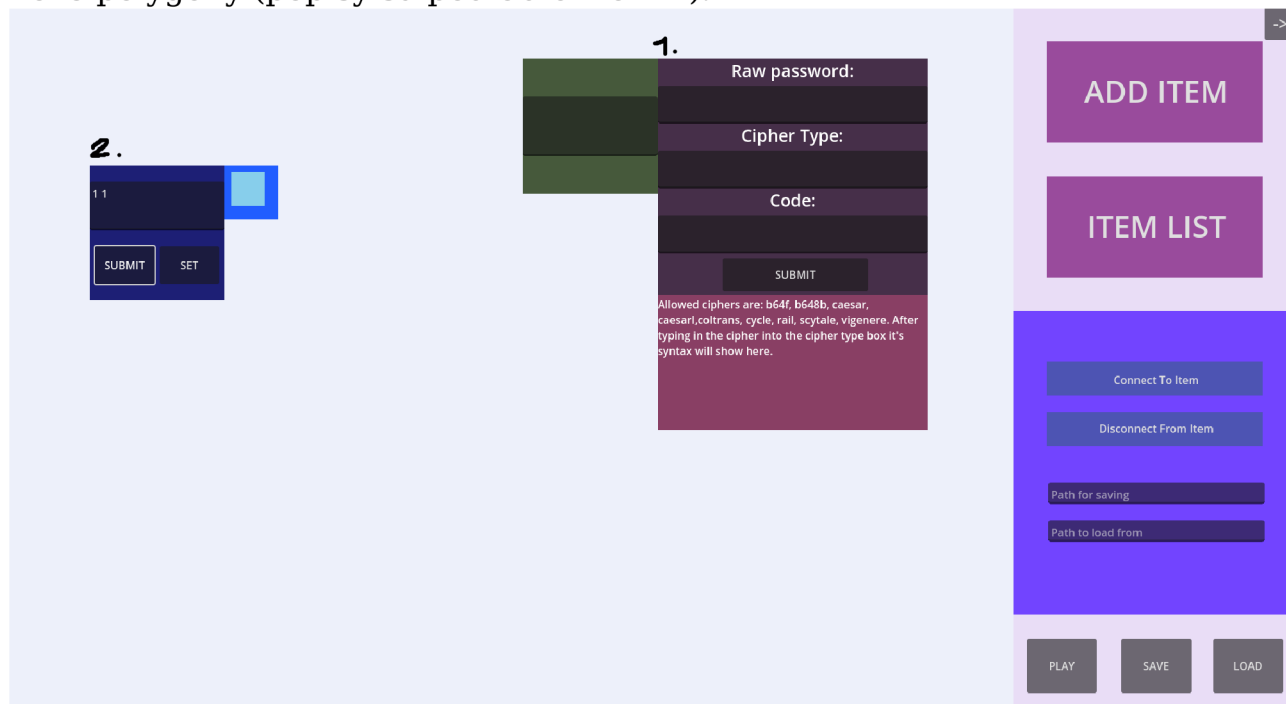 1.
Raw password:
Cipher Type:
Code:
SUBMIT
Allowed ciphers are: b64f, b648b, caesar,
caesarl,coltrans, cycle, rail, scytale, vigenere. After
typing in the cipher into the cipher type box it's
syntax will show here.
2.
1 1
SUBMIT SET
->
ADD ITEM
ITEM LIST
Connect To Item
Disconnect From Item
Path for saving
Path to load from
PLAY SAVE LOAD